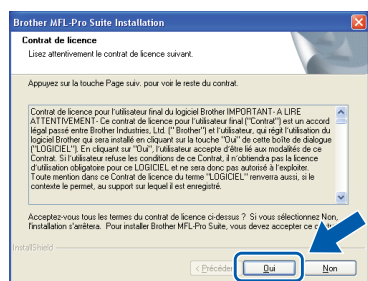 Brother MFL-Pro Suite Installation
Contrat de licence
Lisez attentivement le contrat de licence suivant.
Appuyez sur la touche Page suiv. pour voir le reste du contrat.
Contrat de licence pour l'utilisateur final du logiciel Brother IMPORTANT- A LIRE
ATTENTIVEMENT- Ce contrat de licence pour l'utilisateur final ("Contrat") est un accord
légal passé entre Brother Industries, Ltd. (" Brother") et l'utilisateur, qui régit l'utilisation du
logiciel Brother qui sera installé en cliquant sur la touche "Oui" de cette boîte de dialogue
("LOGICIEL"). En cliquant sur "Oui", l'utilisateur accepte d'être lié aux modalités de ce
Contrat. Si l'utilisateur refuse les conditions de ce Contrat, il n'obtiendra pas la licence
d'utilisation obligatoire pour ce LOGICIEL et ne sera donc pas autorisé à l'exploiter.
Toute mention dans ce Contrat de licence du terme "LOGICIEL" renverra aussi, si le
contexte le permet, au support sur lequel il est enregistré.
Acceptez-vous tous les termes du contrat de licence ci-dessus ? Si vous sélectionnez Non,
l'installation s'arrêtera. Pour installer Brother MFL-Pro Suite, vous devez accepter ce
InstallShield
< Précéden
Oui
Non